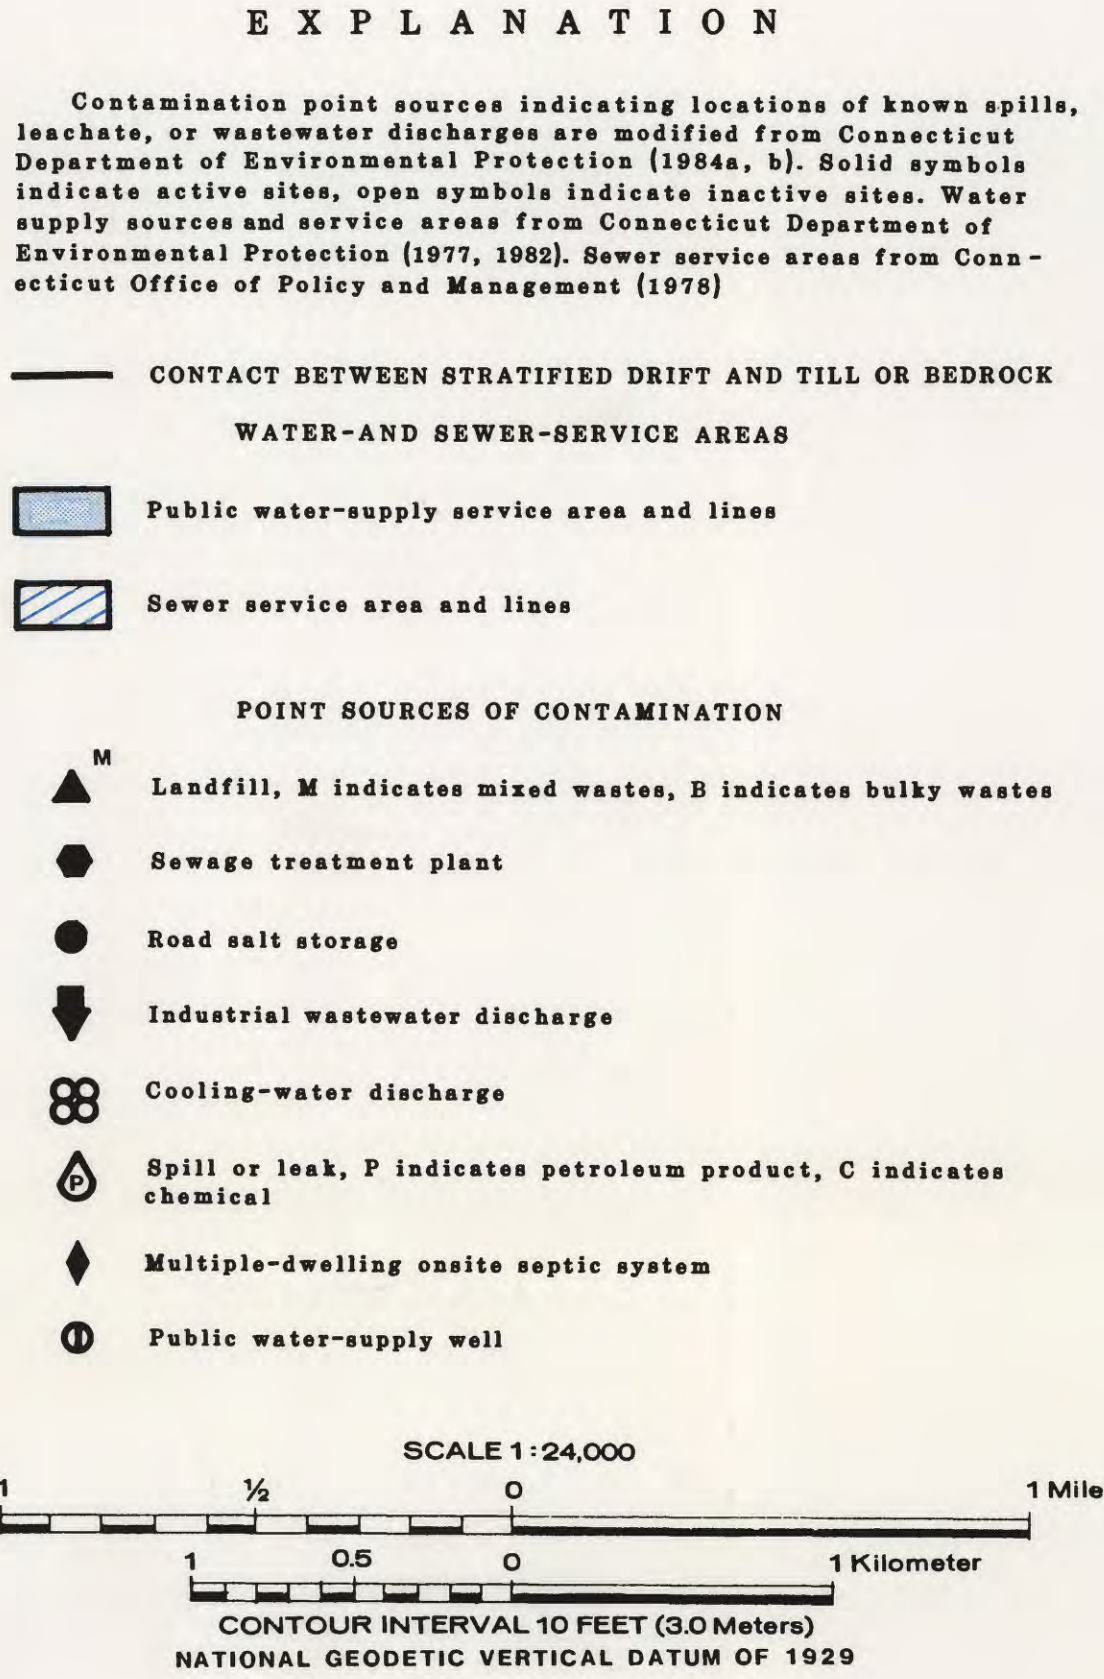 EXPLANATION
Contamination point sources indicating locations of known spills,
leachate, or wastewater discharges are modified from Connecticut
Department of Environmental Protection (1984a, b). Solid symbols
indicate active sites, open symbols indicate inactive sites. Water
supply sources and service areas from Connecticut Department of
Environmental Protection (1977, 1982). Sewer service areas from Conn-
ecticut Office of Policy and Management (1978)
CONTACT BETWEEN STRATIFIED DRIFT AND TILL OR BEDROCK
WATER-AND SEWER-SERVICE AREAS
Public water-supply service area and lines
Sewer service area and lines
POINT SOURCES OF CONTAMINATION
M
Landfill, M indicates mixed wastes, B indicates bulky wastes
Sewage treatment plant
Road salt storage
Industrial wastewater discharge
Cooling-water discharge
P
Spill or leak, P indicates petroleum product, C indicates
chemical
Multiple-dwelling onsite septic system
Public water-supply well
SCALE 1:24,000
1 ½ 0 1 Mile
1 0.5 0 1 Kilometer
CONTOUR INTERVAL 10 FEET (3.0 Meters)
NATIONAL GEODETIC VERTICAL DATUM OF 1929